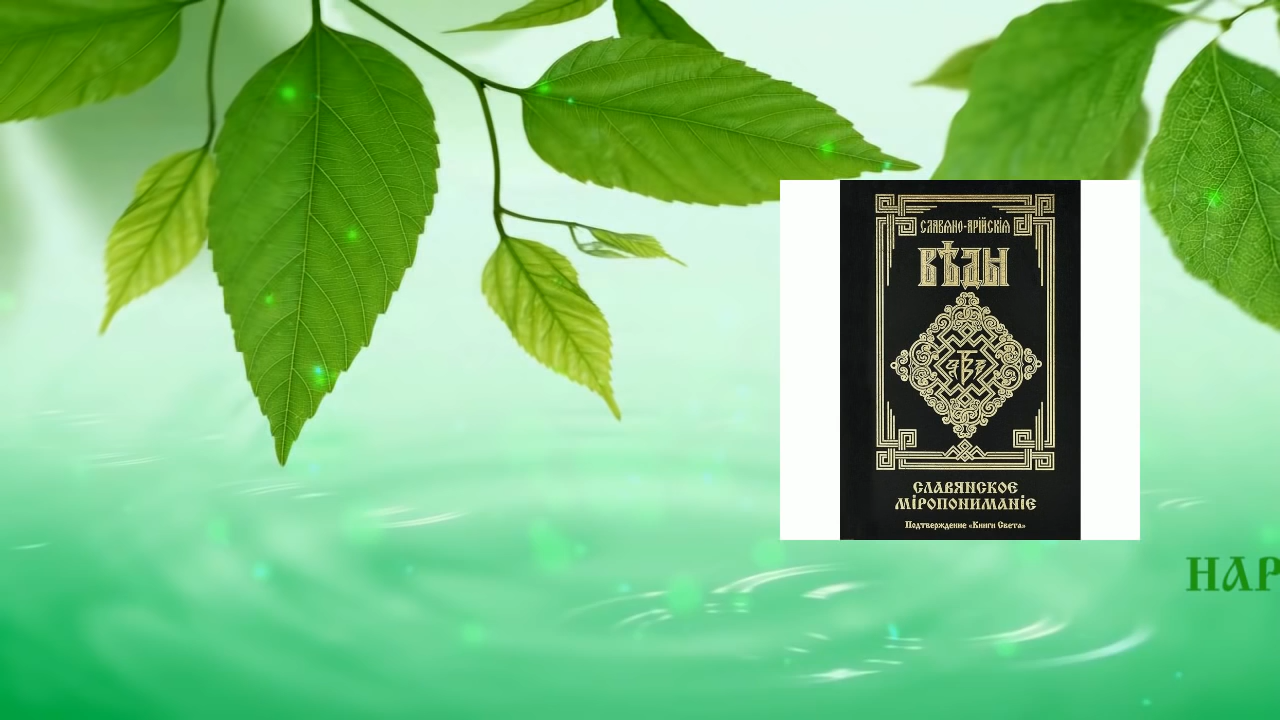 СЛАВЯНО-АРІЙСКІЯ
ВѢДЫ
СЛАВЯНСКОЕ
МІРОПОНИМАНІЕ
Подтверждение «Книги Света»
НАР